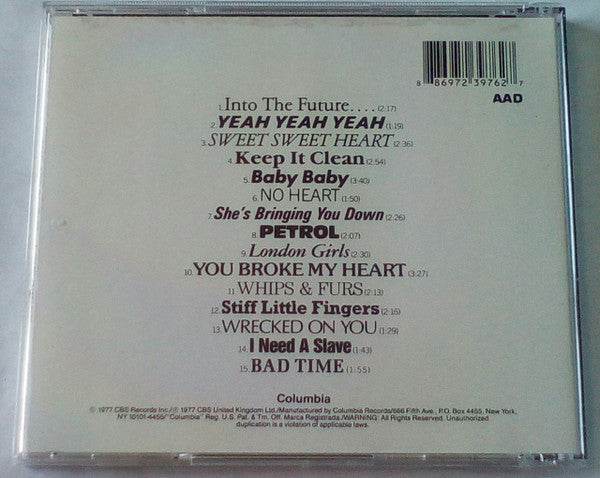 8 86972 39762 7
AAD
1. Into The Future.... (2:17)
2. YEAH YEAH YEAH (1:19)
3. SWEET SWEET HEART (2:36)
4. Keep It Clean (2:54)
5. Baby Baby (3:40)
6. NO HEART (1:50)
7. She's Bringing You Down (2:26)
8. PETROL (2:07)
9. London Girls (2:30)
10. YOU BROKE MY HEART (3:27)
11. WHIPS & FURS (2:13)
12. Stiff Little Fingers (2:16)
13. WRECKED ON YOU (1:29)
14. I Need A Slave (1:43)
15. BAD TIME (1:55)
Columbia
© 1977 CBS Records Inc./℗ 1977 CBS United Kingdom Ltd./Manufactured by Columbia Records/666 Fifth Ave., P.O. Box 4455, New York,
NY 10101-4455/"Columbia" Reg. U.S. Pat. & Tm. Off. Marca Registrada./WARNING: All Rights Reserved. Unauthorized
duplication is a violation of applicable laws.